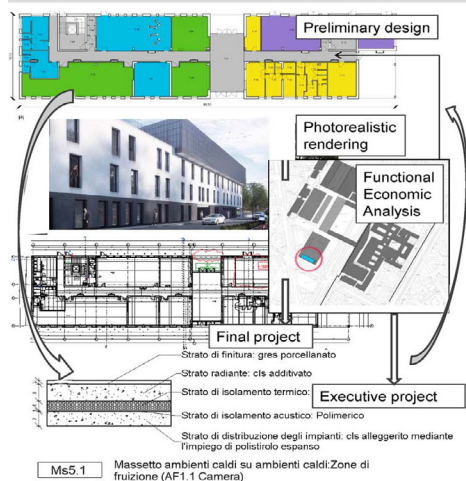 Preliminary design
Photorealistic
rendering
Functional
Economic
Analysis
Final project
Strato di finitura: gres porcellanato
Strato radiante: cls additivato
Strato di isolamento termico:
Executive project
Strato di isolamento acustico: Polimerico
Strato di distribuzione degli impianti: cls alleggerito mediante
l'impiego di polistirolo espanso
Ms5.1
Massetto ambienti caldi su ambienti caldi:Zone di
fruizione (AF1.1 Camera)